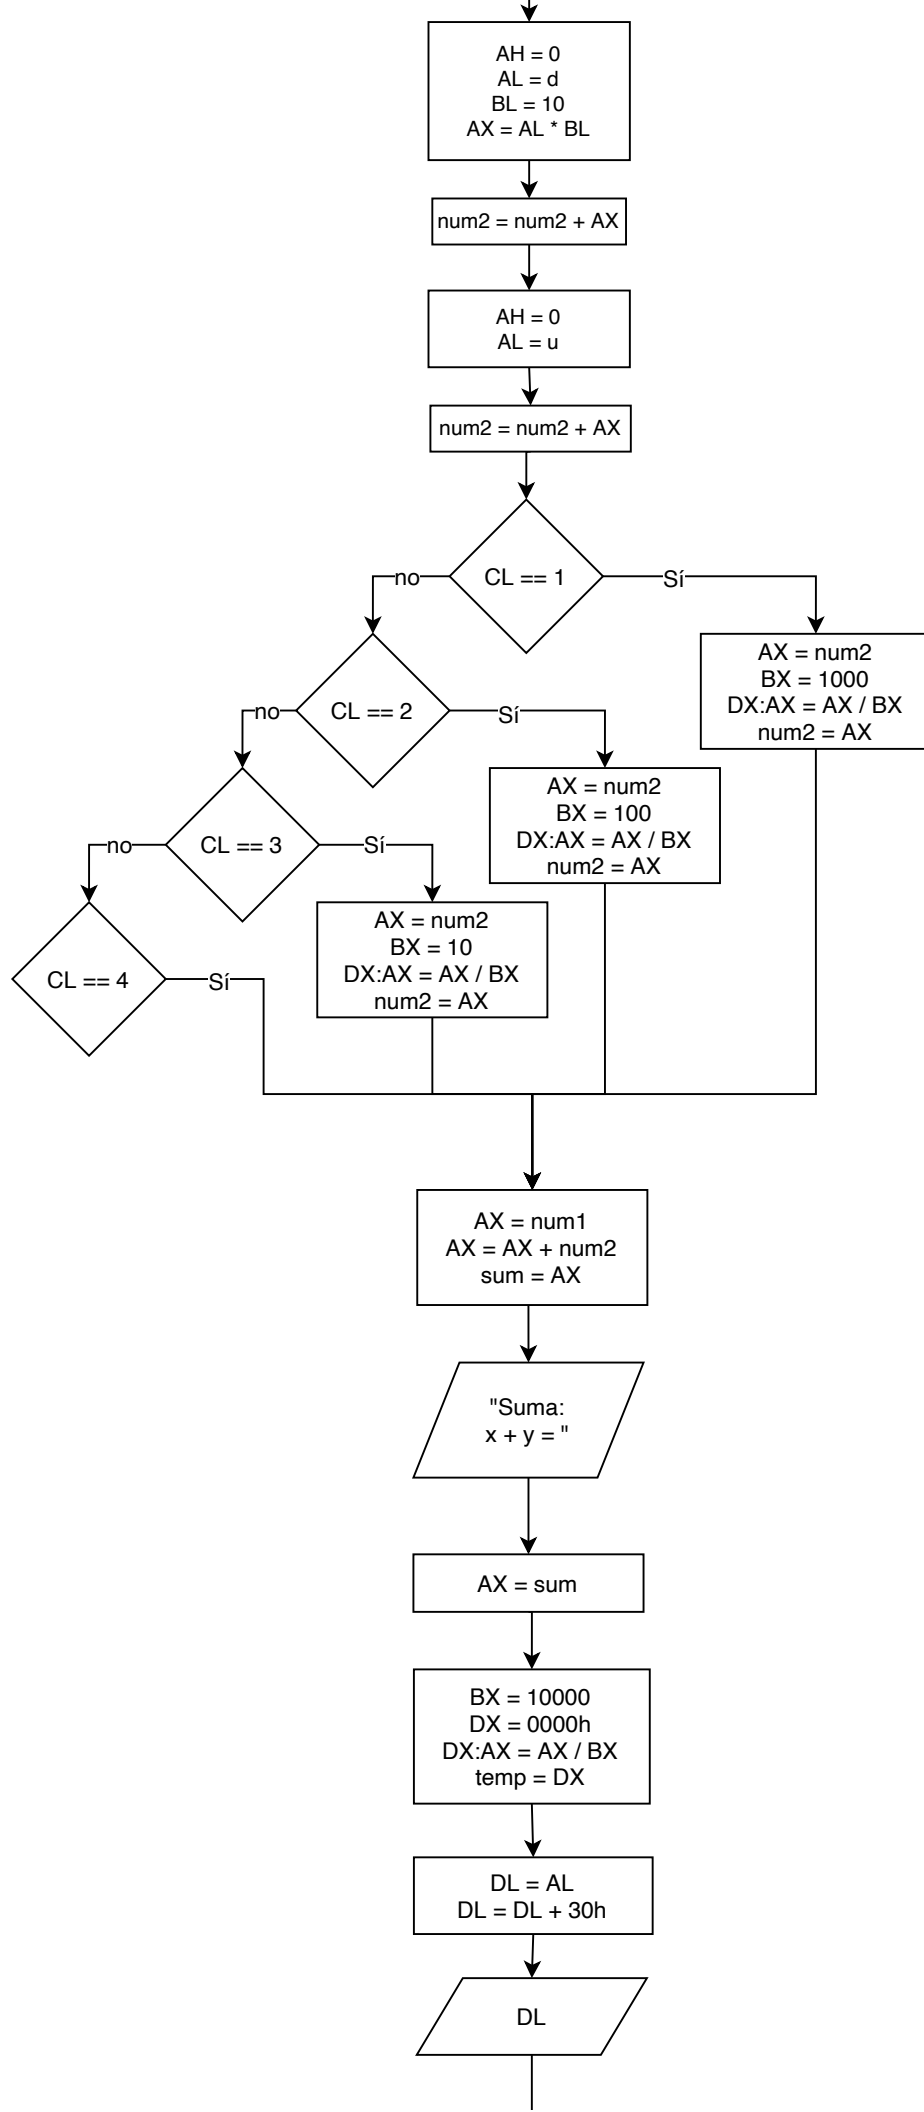 AH = 0
AL = d
BL = 10
AX = AL * BL
num2 = num2 + AX
AH = 0
AL = u
num2 = num2 + AX
CL == 1
no
Sí
AX = num2
BX = 1000
DX:AX = AX / BX
num2 = AX
CL == 2
no
Sí
AX = num2
BX = 100
DX:AX = AX / BX
num2 = AX
CL == 3
no
Sí
AX = num2
BX = 10
DX:AX = AX / BX
num2 = AX
CL == 4
Sí
AX = num1
AX = AX + num2
sum = AX
"Suma:
x + y = "
AX = sum
BX = 10000
DX = 0000h
DX:AX = AX / BX
temp = DX
DL = AL
DL = DL + 30h
DL